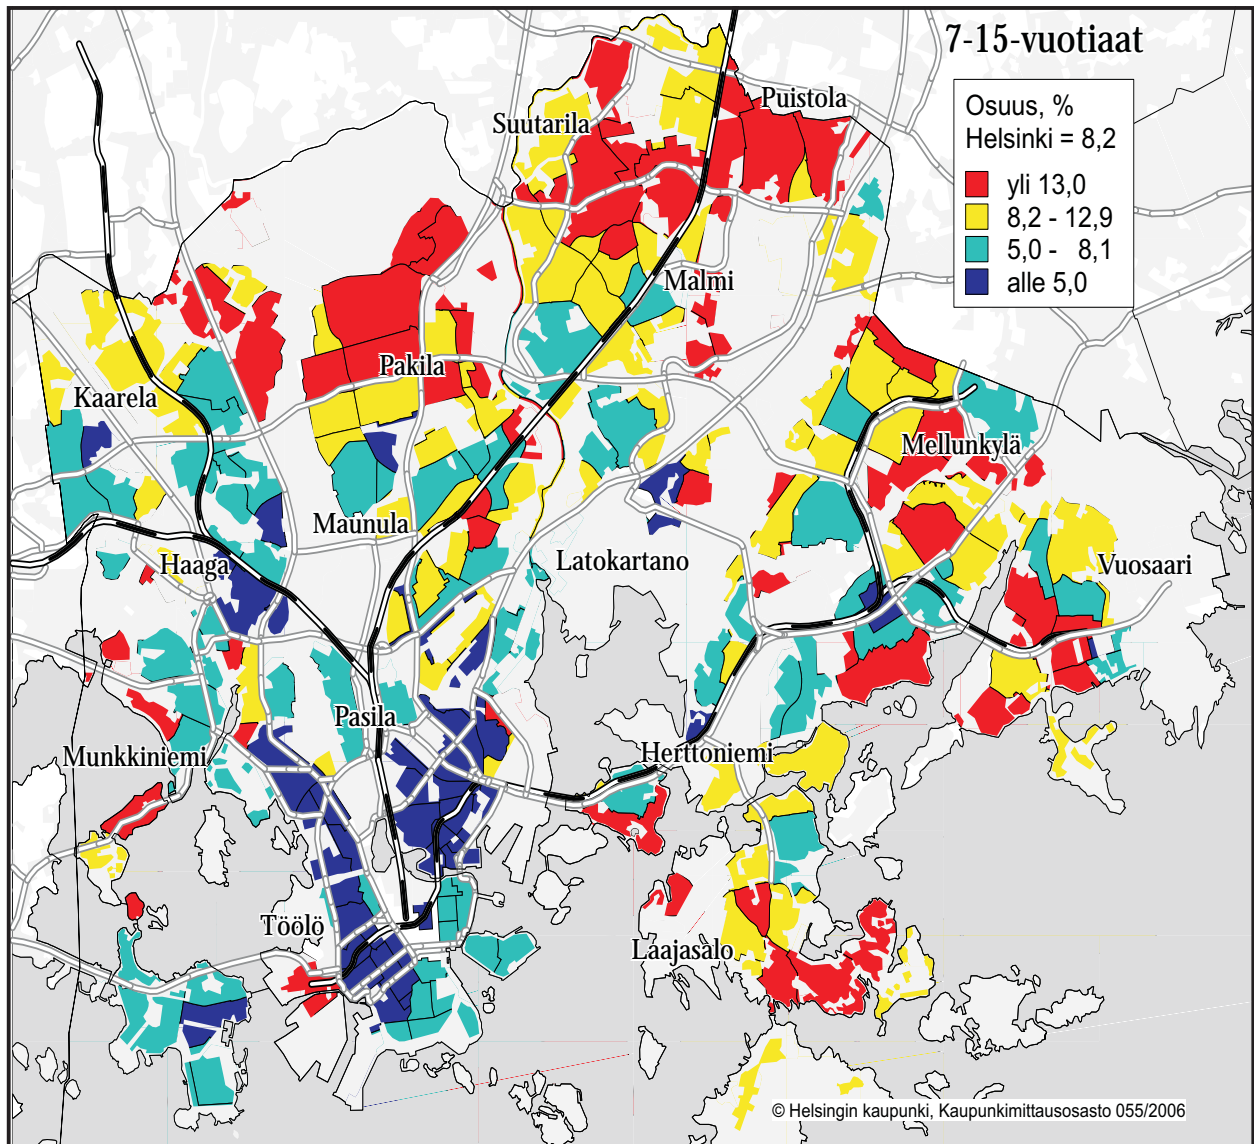 7-15-vuotiaat
Osuus, %
Helsinki = 8,2
yli 13,0
8,2 - 12,9
5,0 - 8,1
alle 5,0
Puistola
Suutarila
Malmi
Pakila
Kaarela
Mellunkylä
Maunula
Haaga
Latokartano
Vuosaari
Pasila
Munkkiniemi
Herttoniemi
Töölö
Laajasalo
© Helsingin kaupunki, Kaupunkimittausosasto 055/2006